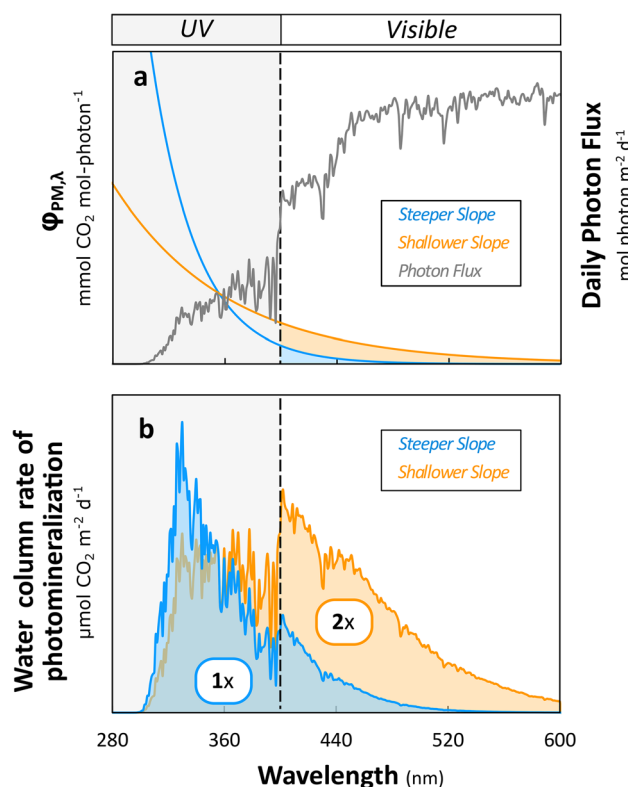 UV
Visible
a
φPM,λ
mmol CO2 mol-photon-1
Daily Photon Flux
mol photon m-2 d-1
Steeper Slope
Shallower Slope
Photon Flux
b
Water column rate of
photomineralization
µmol CO2 m-2 d-1
Steeper Slope
Shallower Slope
2x
1x
280
360
440
520
600
Wavelength (nm)